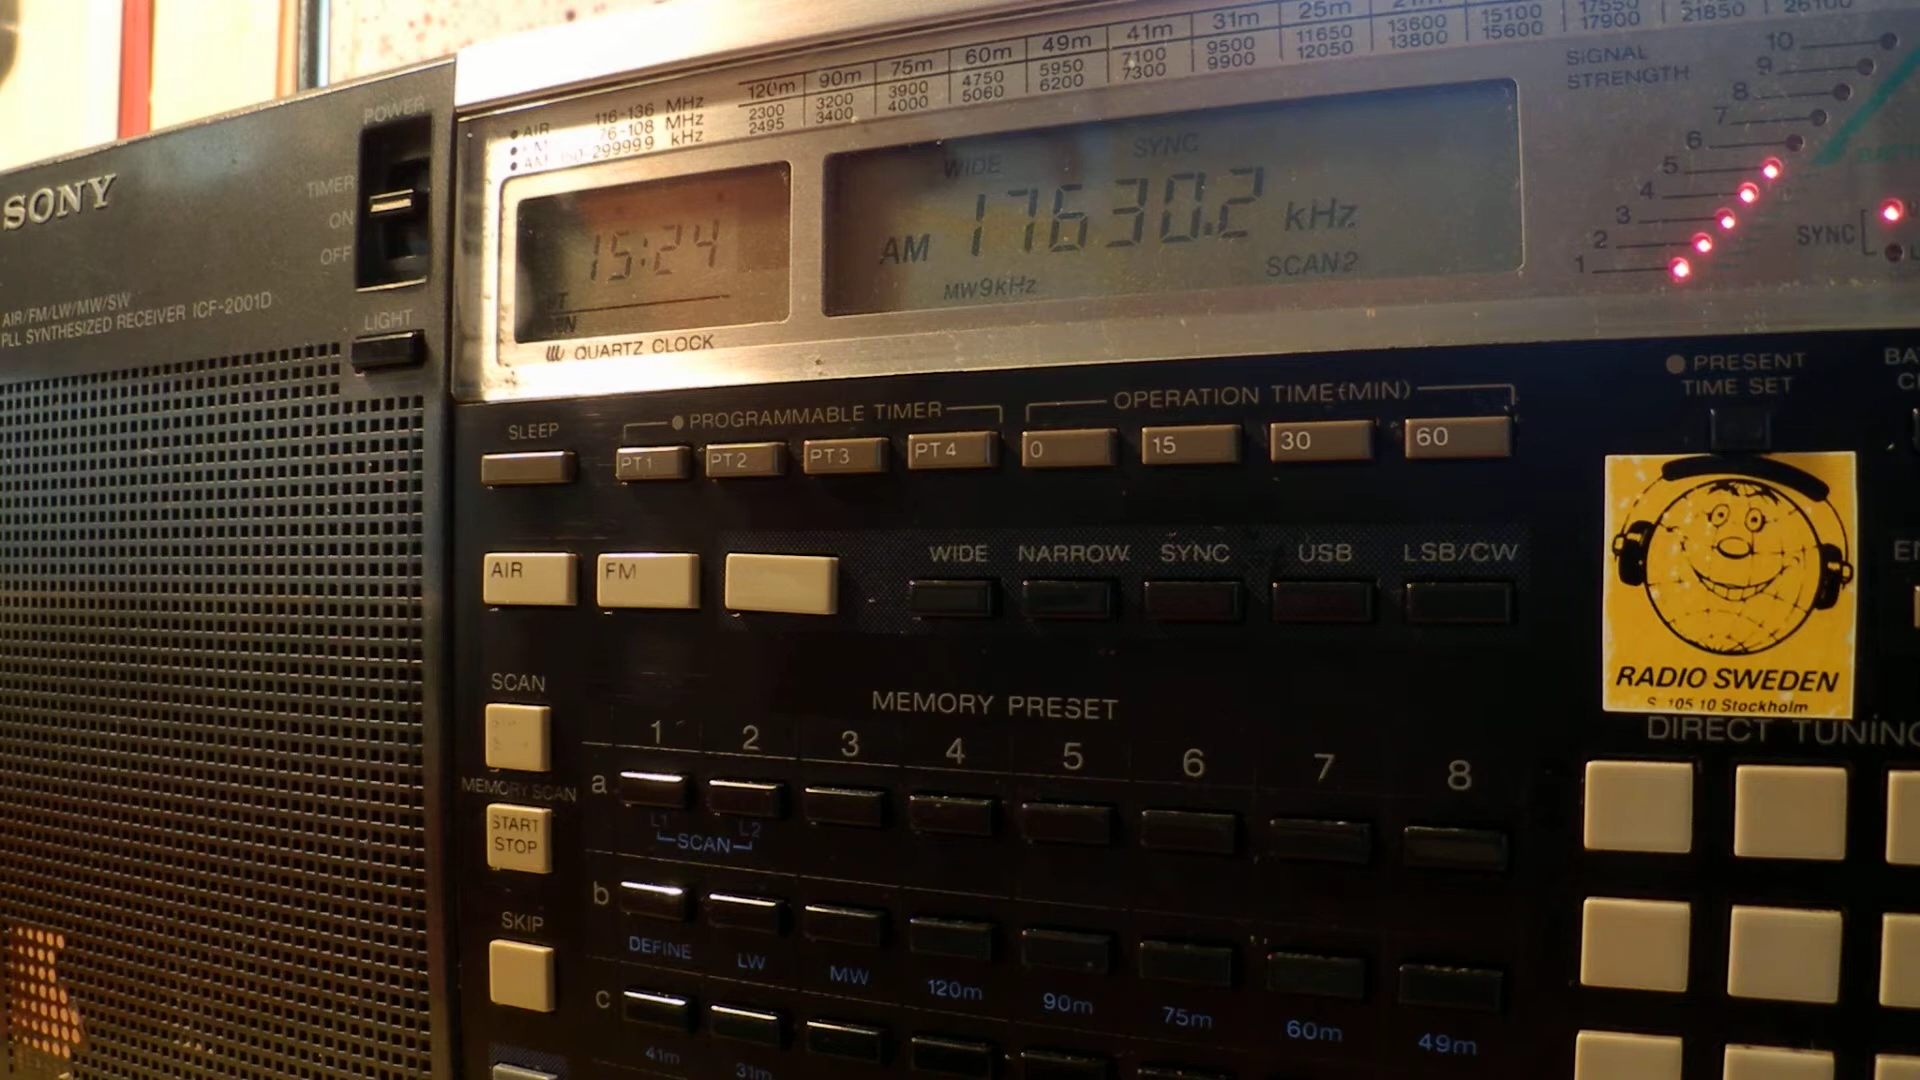 SONY
AIR/FM/LW/MW/SW
PLL SYNTHESIZED RECEIVER ICF-2001D
POWER
TIMER
ON
OFF
LIGHT
AIR 116-136 MHz
76-108 MHz
299999 kHz
120m 90m 75m 60m 49m 41m 31m 25m
2300 3200 3900 4750 5950 7100 9500 11650 13600 15100 17550 21850 26100
2495 3400 4000 5060 6200 7300 9900 12050 13800 15600 17900
15:24
QUARTZ CLOCK
WIDE SYNC
AM 17630.2 kHz
MW9kHz SCAN2
SIGNAL
STRENGTH
10
9
8
7
6
5
4
3
2
1
SYNC
SLEEP
PROGRAMMABLE TIMER
OPERATION TIME (MIN)
PT1 PT2 PT3 PT4 0 15 30 60
PRESENT
TIME SET
AIR FM
WIDE NARROW SYNC USB LSB/CW
RADIO SWEDEN
S 105 10 Stockholm
DIRECT TUNING
SCAN
MEMORY SCAN
START
STOP
SKIP
MEMORY PRESET
1 2 3 4 5 6 7 8
a
L1 L2
SCAN
b
DEFINE LW MW 120m 90m 75m 60m 49m
c
41m 31m